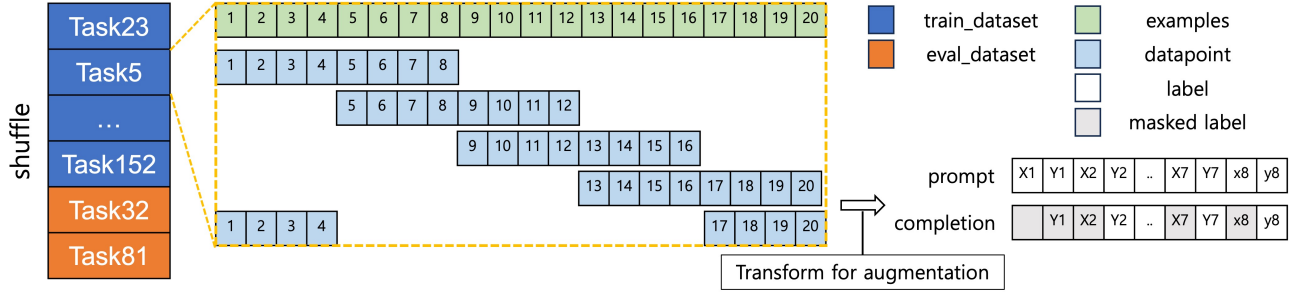 shuffle
Task23
Task5
...
Task152
Task32
Task81
1 2 3 4 5 6 7 8 9 10 11 12 13 14 15 16 17 18 19 20
1 2 3 4 5 6 7 8
5 6 7 8 9 10 11 12
9 10 11 12 13 14 15 16
13 14 15 16 17 18 19 20
1 2 3 4 17 18 19 20
Transform for augmentation
train_dataset
eval_dataset
examples
datapoint
label
masked label
prompt X1 Y1 X2 Y2 .. X7 Y7 x8 y8
completion Y1 X2 Y2 .. X7 Y7 x8 y8